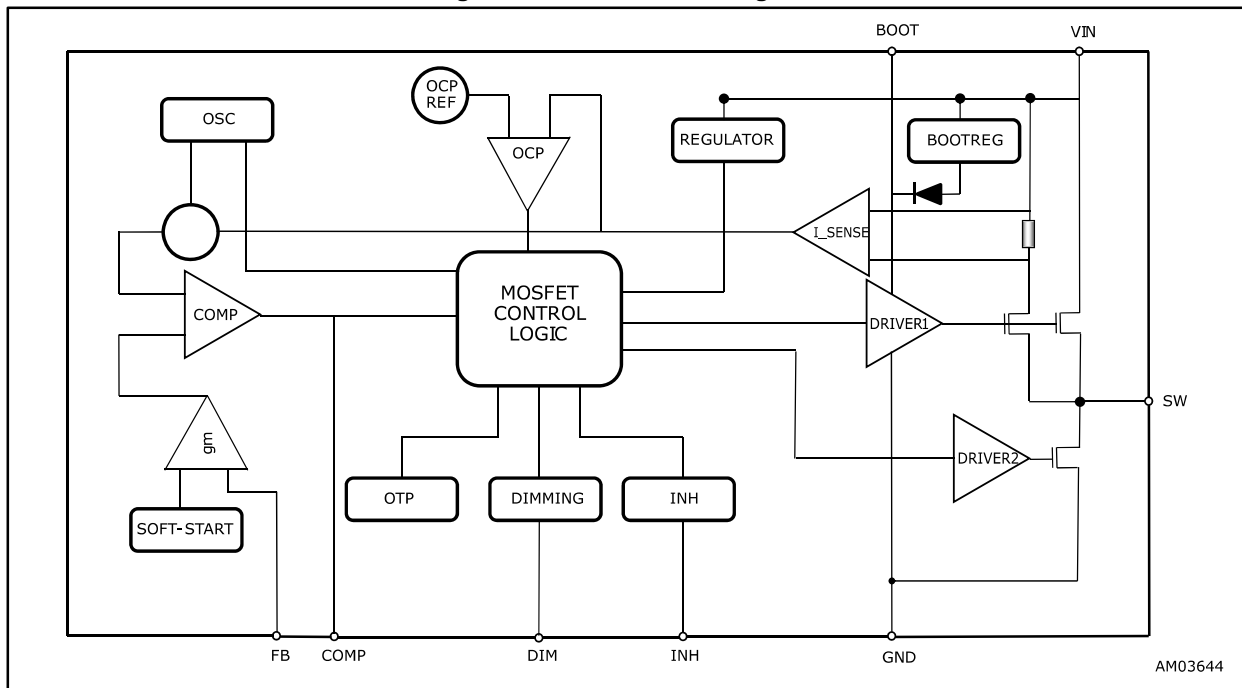 BOOT
VIN
OCP
REF
OSC
OCP
REGULATOR
BOOTREG
I_SENSE
MOSFET
CONTROL
LOGIC
COMP
DRIVER1
SW
gm
DRIVER2
OTP
DIMMING
INH
SOFT-START
FB
COMP
DIM
INH
GND
AM03644